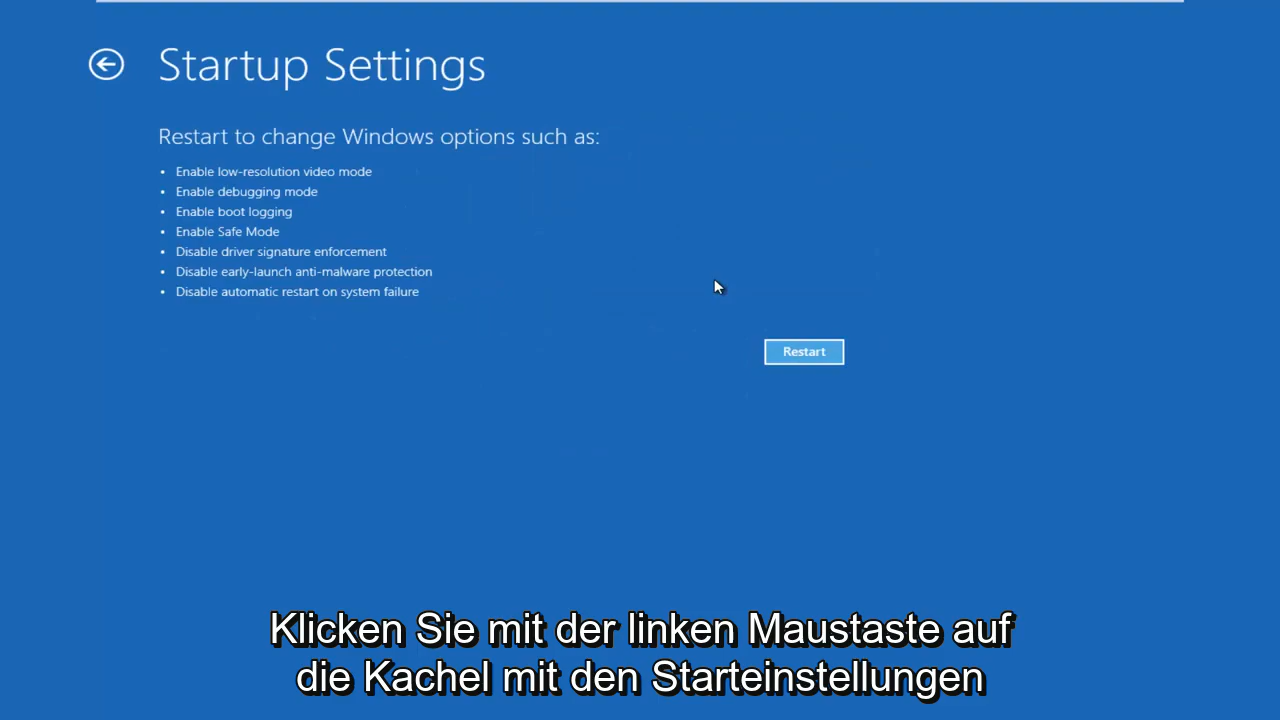 Startup Settings
Restart to change Windows options such as:
• Enable low-resolution video mode
• Enable debugging mode
• Enable boot logging
• Enable Safe Mode
• Disable driver signature enforcement
• Disable early-launch anti-malware protection
• Disable automatic restart on system failure
Restart
Klicken Sie mit der linken Maustaste auf
die Kachel mit den Starteinstellungen